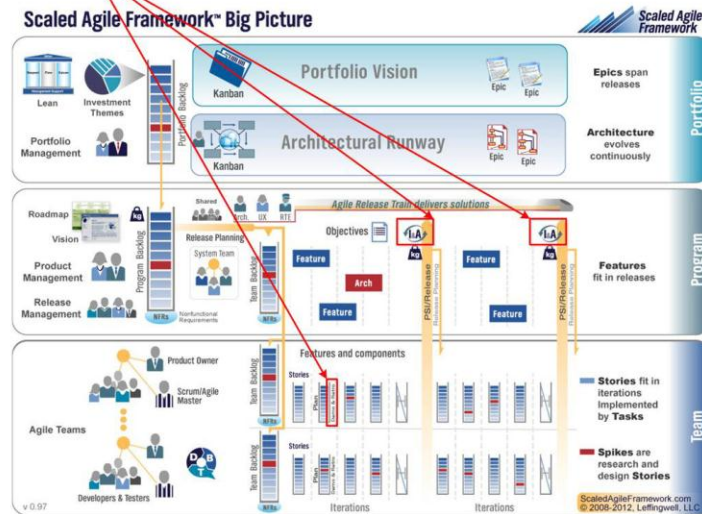 Scaled Agile Framework™ Big Picture
Scaled Agile
Framework™
Lean
Investment
Themes
Portfolio
Management
Portfolio Backlog
Kanban
Portfolio Vision
Epic
Epic
Epics span
releases
Kanban
Architectural Runway
Epic
Epic
Architecture
evolves
continuously
Portfolio
Roadmap
Vision
kg
Product
Management
Release
Management
Program Backlog
NFRs
Nonfunctional
Requirements
Shared
Arch.
UX
RTE
Release Planning
System Team
Agile Release Train delivers solutions
Objectives
Team Backlog
NFRs
Feature
Arch
Feature
I&A
kg
PSI/Release
Release Planning
Feature
Feature
I&A
kg
PSI/Release
Release Planning
Features
fit in releases
Program
Product Owner
Scrum/Agile
Master
Agile Teams
Developers & Testers
D
B
T
Team Backlog
NFRs
Team Backlog
NFRs
Features and components
Stories
Plan
Stories
Plan
Iterations
Iterations
Stories fit in
iterations
Implemented
by Tasks
Spikes are
research and
design Stories
Team
v 0.97
ScaledAgileFramework.com
© 2008-2012, Leffingwell, LLC